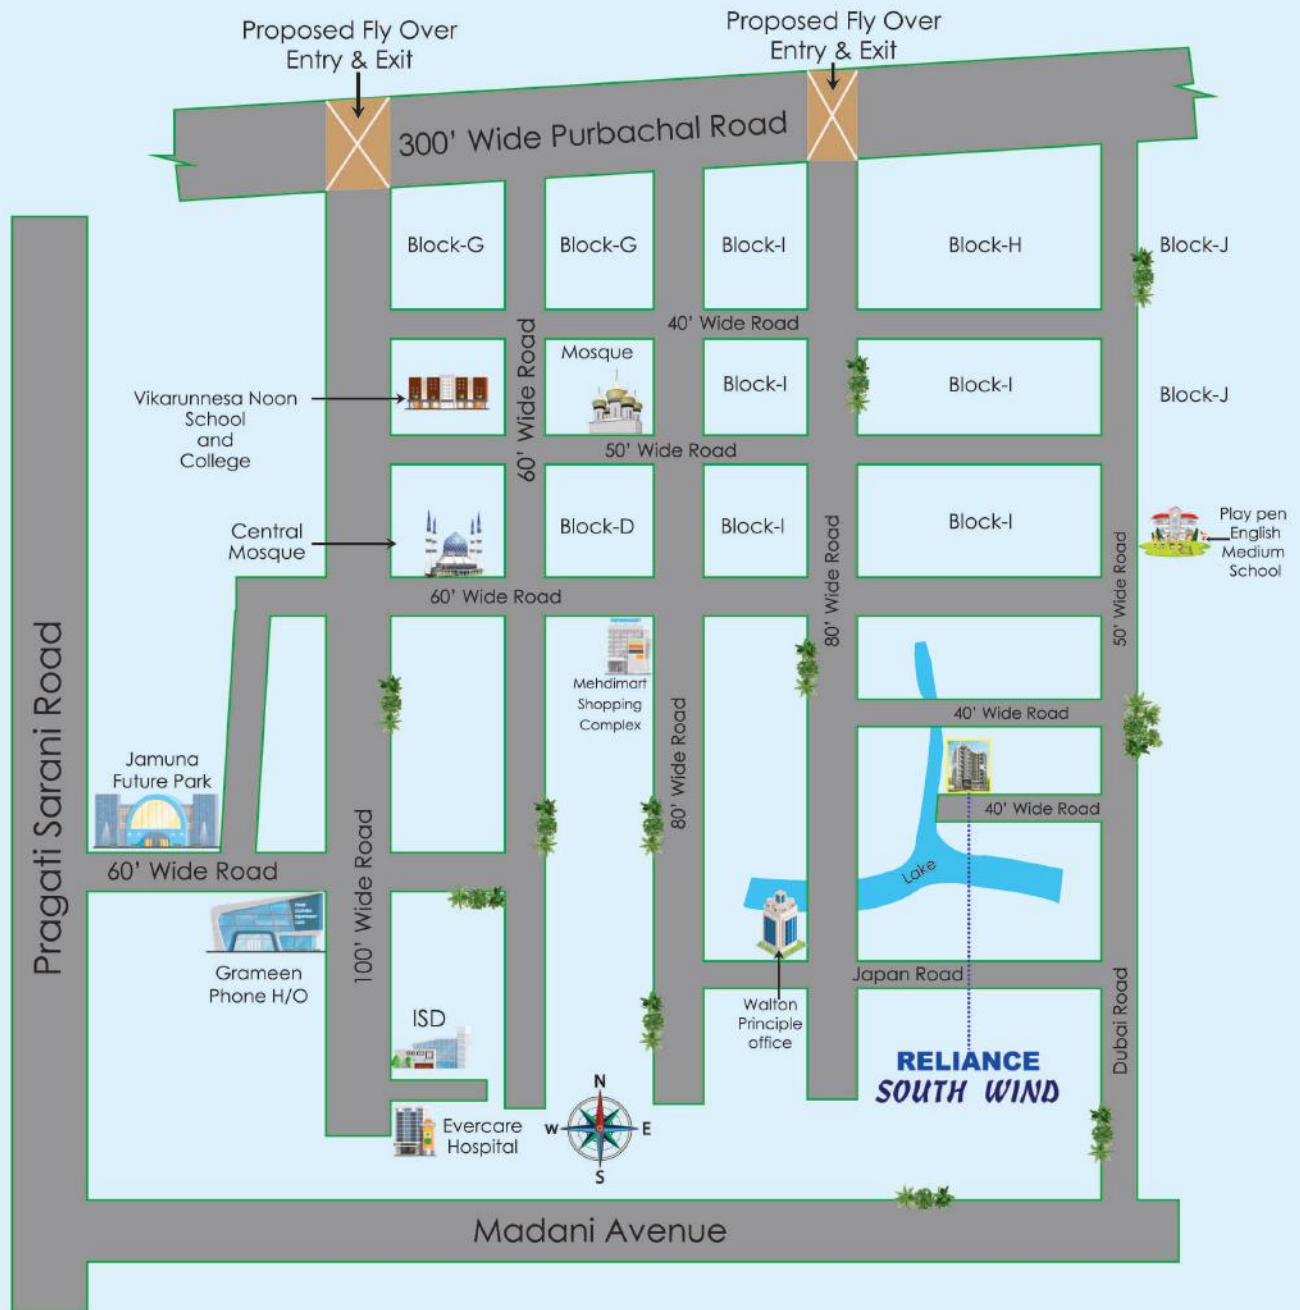 Proposed Fly Over
Entry & Exit
Proposed Fly Over
Entry & Exit
300' Wide Purbachal Road
Block-G
Block-G
Block-I
Block-H
Block-J
40' Wide Road
60' Wide Road
Mosque
Vikarunnesa Noon
School
and
College
Block-I
Block-I
Block-J
50' Wide Road
Central
Mosque
Block-D
Block-I
Block-I
Play pen
English
Medium
School
80' Wide Road
50' Wide Road
60' Wide Road
Pragati Sarani Road
Mehdimart
Shopping
Complex
80' Wide Road
40' Wide Road
Jamuna
Future Park
40' Wide Road
60' Wide Road
100' Wide Road
Lake
Grameen
Phone H/O
Japan Road
Walton
Principle
office
ISD
Dubai Road
RELIANCE
SOUTH WIND
Evercare
Hospital
N
W
E
S
Madani Avenue